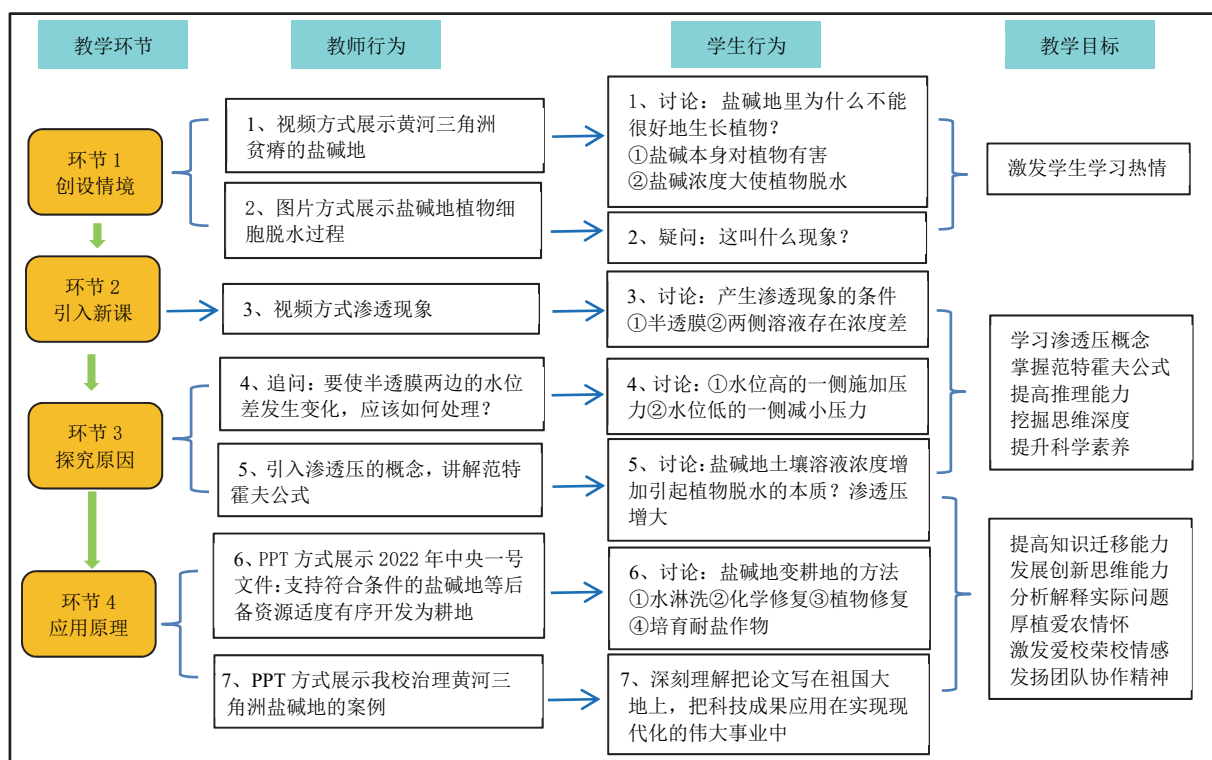 教学环节
教师行为
学生行为
教学目标
环节 1
创设情境
1、视频方式展示黄河三角洲
贫瘠的盐碱地
2、图片方式展示盐碱地植物细
胞脱水过程
1、讨论：盐碱地里为什么不能
很好地生长植物？
①盐碱本身对植物有害
②盐碱浓度大使植物脱水
2、疑问：这叫什么现象？
激发学生学习热情
环节 2
引入新课
3、视频方式渗透现象
3、讨论：产生渗透现象的条件
①半透膜②两侧溶液存在浓度差
环节 3
探究原因
4、追问：要使半透膜两边的水位
差发生变化，应该如何处理？
5、引入渗透压的概念，讲解范特
霍夫公式
4、讨论：①水位高的一侧施加压
力②水位低的一侧减小压力
5、讨论：盐碱地土壤溶液浓度增
加引起植物脱水的本质？渗透压
增大
学习渗透压概念
掌握范特霍夫公式
提高推理能力
挖掘思维深度
提升科学素养
环节 4
应用原理
6、PPT 方式展示 2022 年中央一号
文件：支持符合条件的盐碱地等后
备资源适度有序开发为耕地
7、PPT 方式展示我校治理黄河三
角洲盐碱地的案例
6、讨论：盐碱地变耕地的方法
①水淋洗②化学修复③植物修复
④培育耐盐作物
7、深刻理解把论文写在祖国大
地上，把科技成果应用在实现现
代化的伟大事业中
提高知识迁移能力
发展创新思维能力
分析解释实际问题
厚植爱农情怀
激发爱校荣校情感
发扬团队协作精神